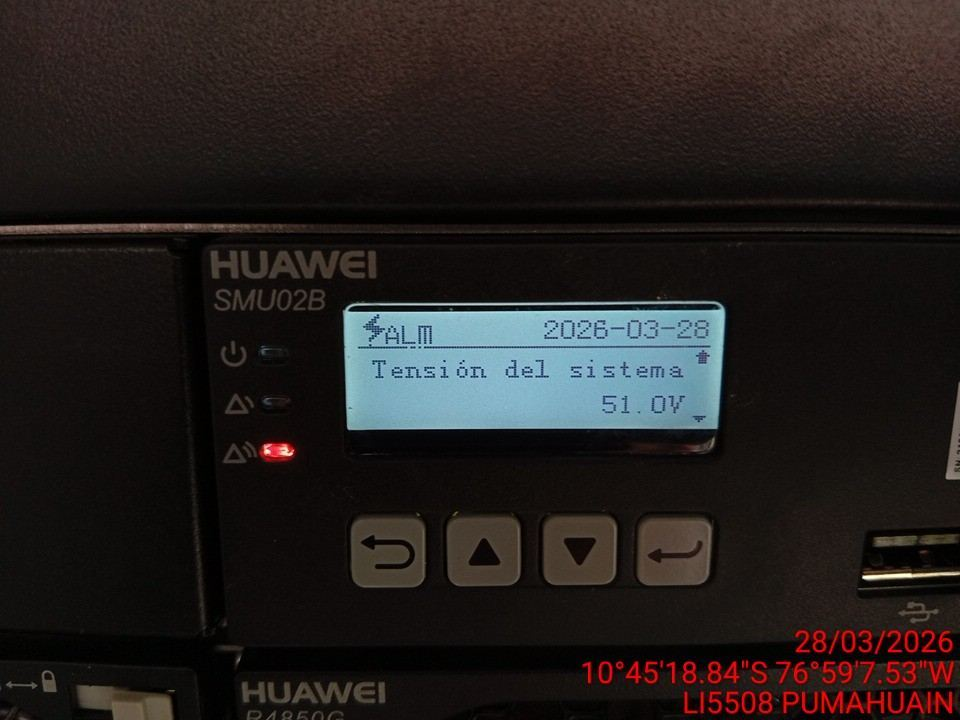 HUAWEI
SMU02B
ALM 2026-03-28
Tensión del sistema
51.0V
28/03/2026
10°45'18.84"S 76°59'7.53"W
LI5508 PUMAHUAIN
HUAWEI
R4850G